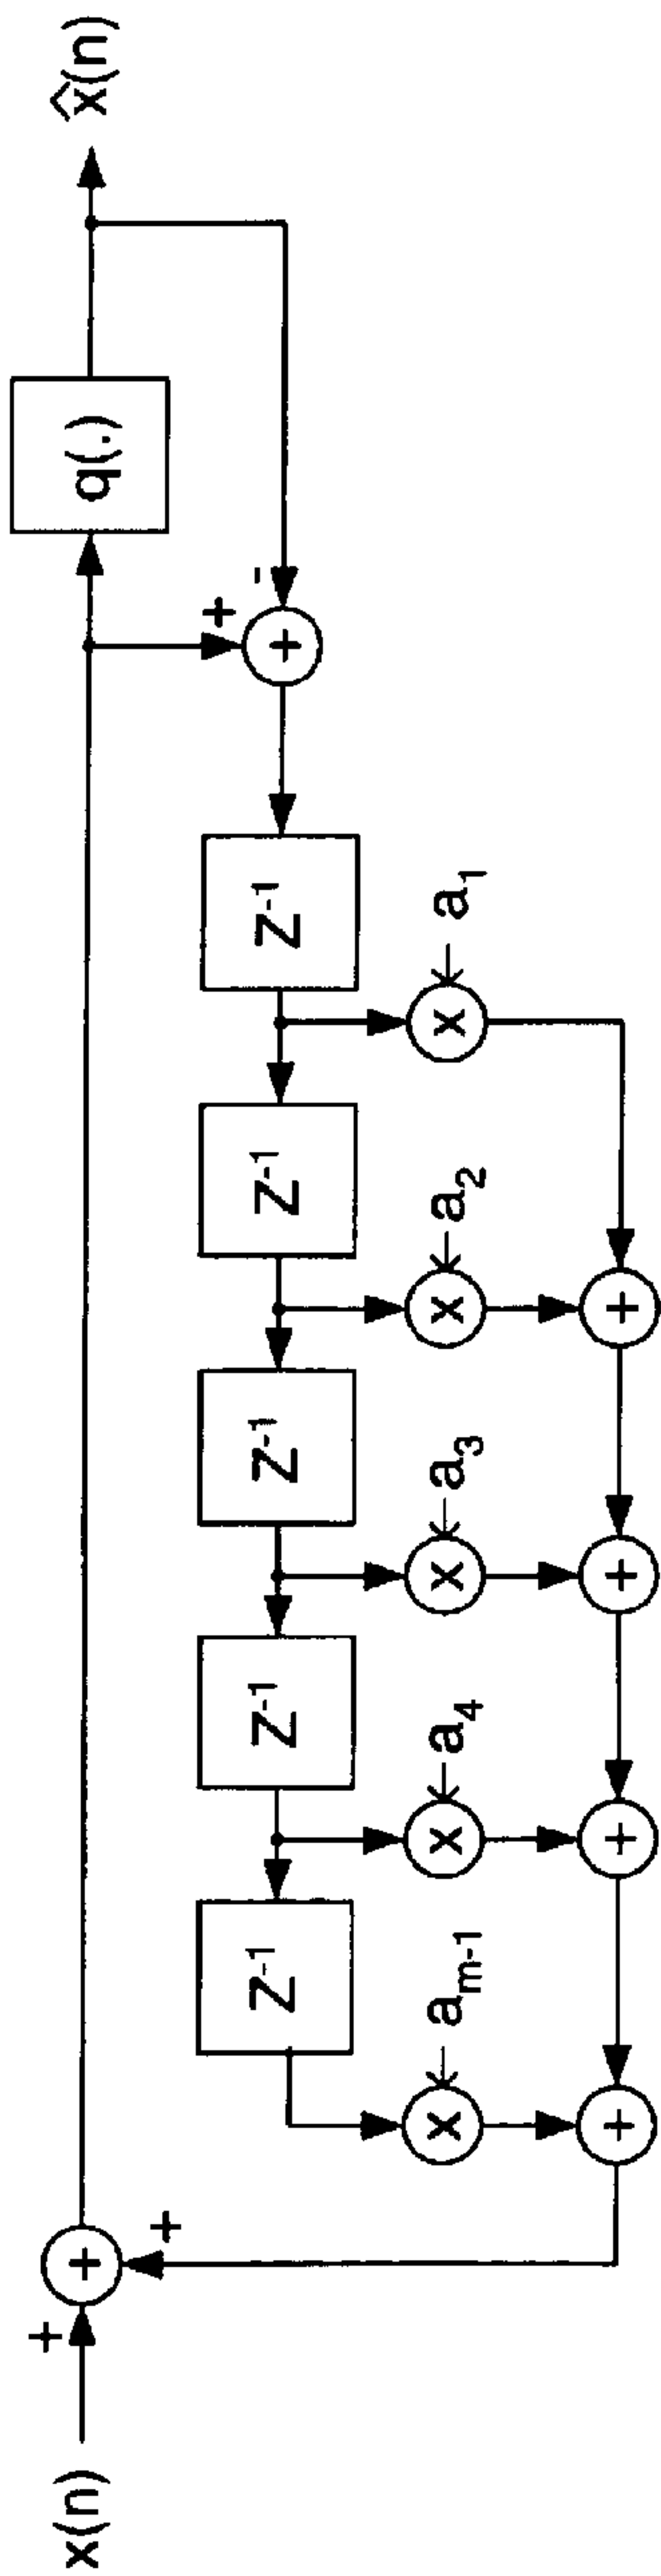 x(n)
+
+
+
q(.)
x̂(n)
+
-
+
Z⁻¹
Z⁻¹
Z⁻¹
Z⁻¹
Z⁻¹
x
aₘ₋₁
x
a₄
x
a₃
x
a₂
x
a₁
+
+
+
+